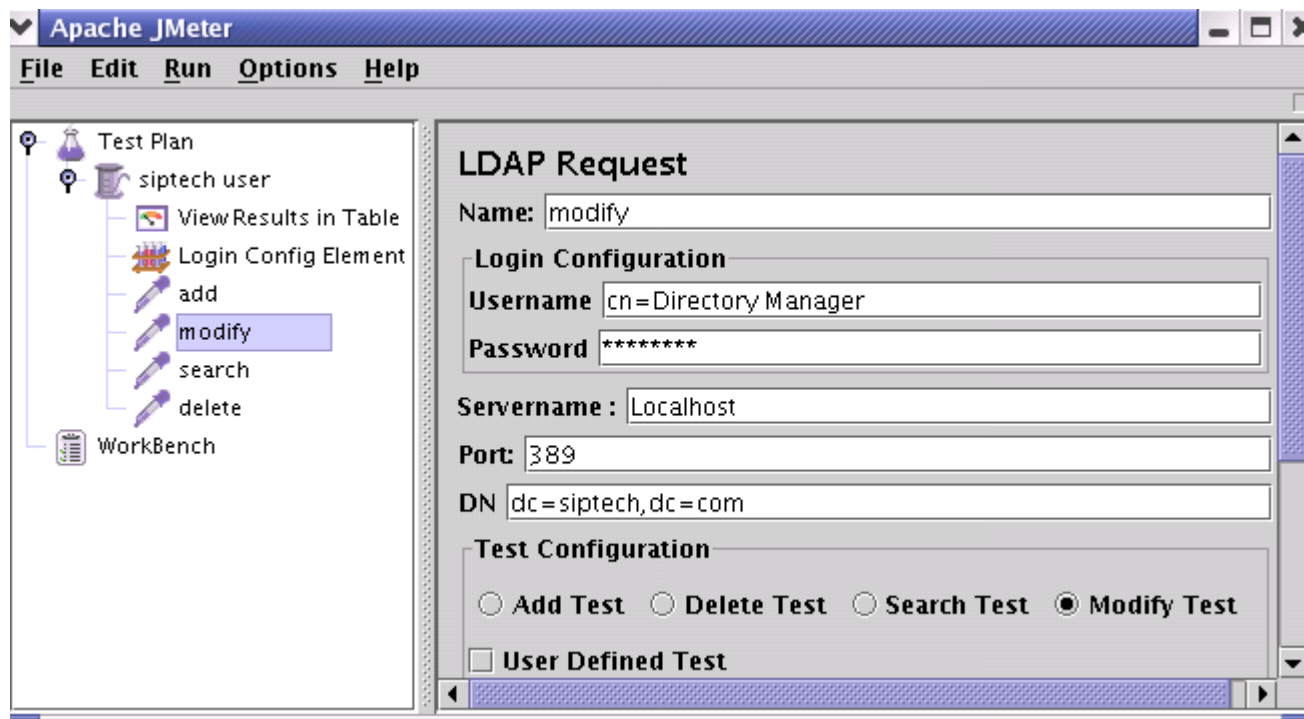 Apache JMeter
File Edit Run Options Help
Test Plan
siptech user
View Results in Table
Login Config Element
add
modify
search
delete
WorkBench
LDAP Request
Name: modify
Login Configuration
Username cn=Directory Manager
Password ********
Servername : Localhost
Port: 389
DN dc=siptech,dc=com
Test Configuration
Add Test Delete Test Search Test Modify Test
User Defined Test